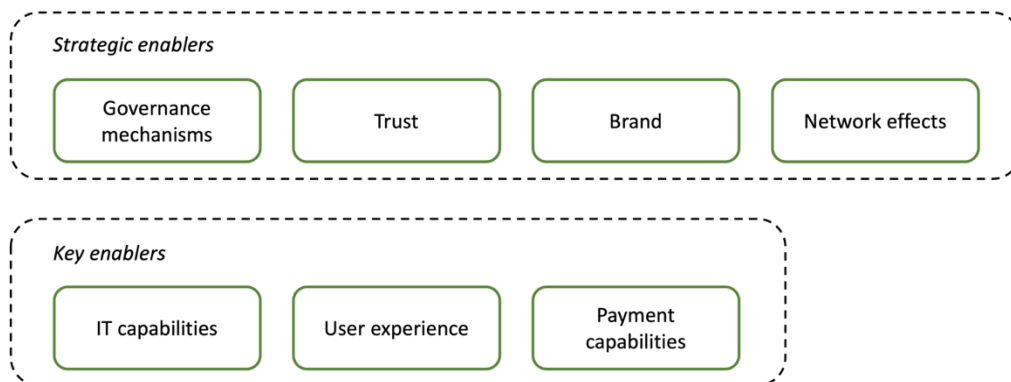 Strategic enablers
Governance
mechanisms
Trust
Brand
Network effects
Key enablers
IT capabilities
User experience
Payment
capabilities